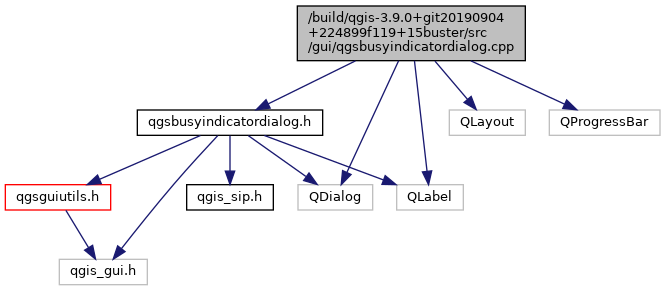 /build/qgis-3.9.0+git20190904
+224899f119+15buster/src
/gui/qgsbusyindicatordialog.cpp
qgsbusyindicatordialog.h
QLayout
QProgressBar
qgsguiutils.h
qgis_sip.h
QDialog
QLabel
qgis_gui.h